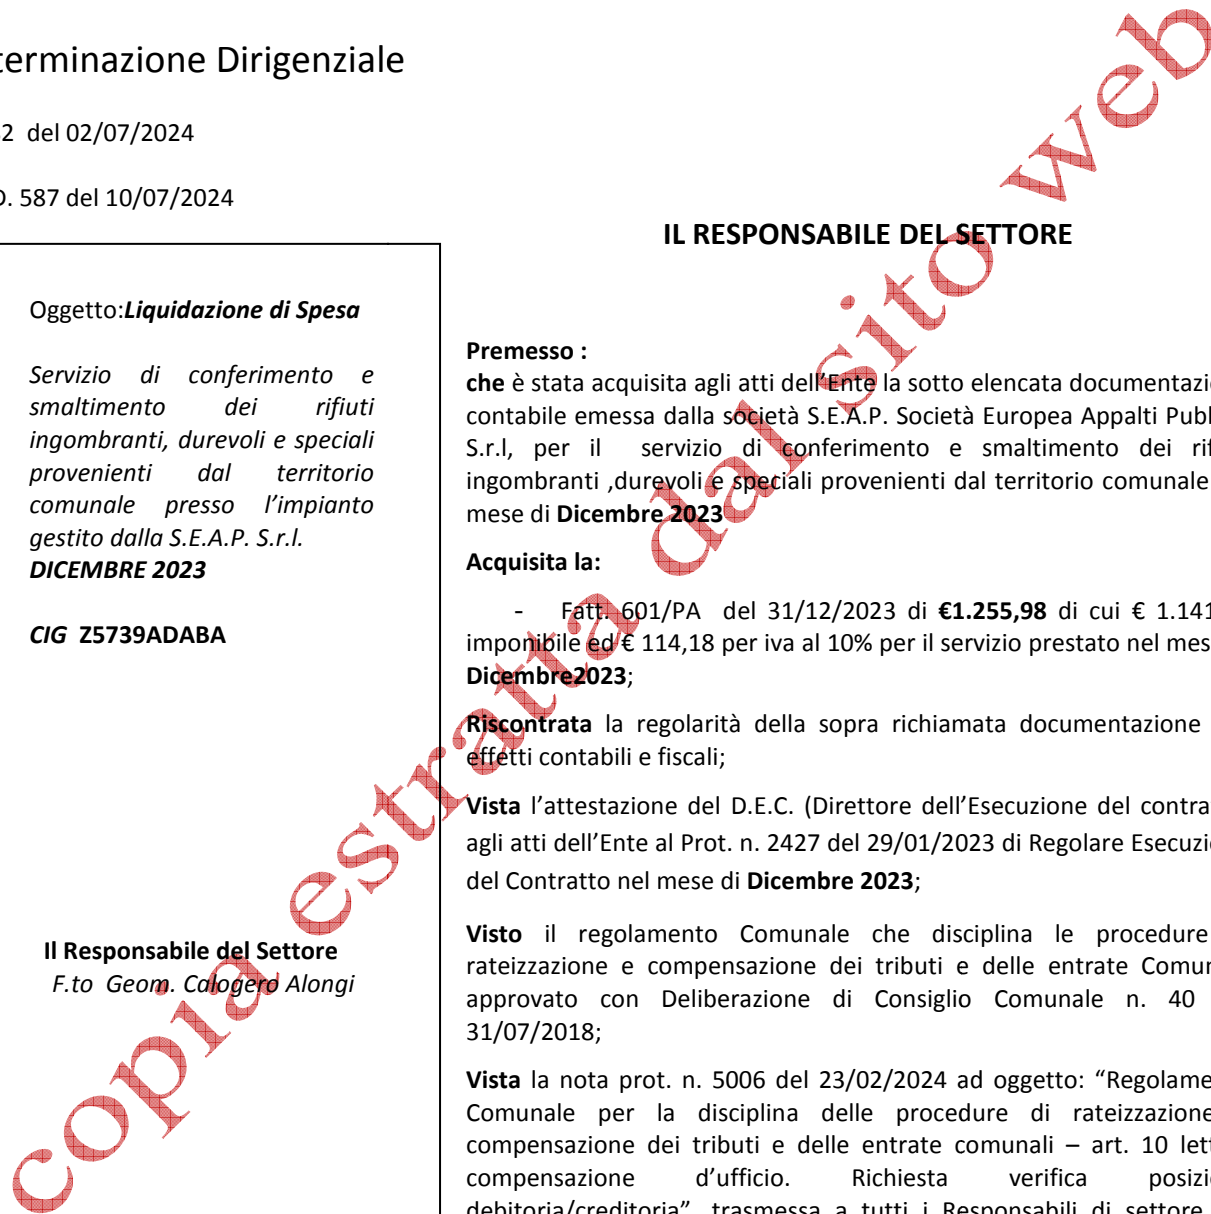 terminazione Dirigenziale
2 del 02/07/2024
D. 587 del 10/07/2024
Oggetto:Liquidazione di Spesa
Servizio di conferimento e
smaltimento dei rifiuti
ingombranti, durevoli e speciali
provenienti dal territorio
comunale presso l’impianto
gestito dalla S.E.A.P. S.r.l.
DICEMBRE 2023
CIG Z5739ADABA
Il Responsabile del Settore
F.to Geom. Calogero Alongi
IL RESPONSABILE DEL SETTORE
Premesso :
che è stata acquisita agli atti dell’Ente la sotto elencata documentazi
contabile emessa dalla società S.E.A.P. Società Europea Appalti Pubbl
S.r.l, per il servizio di conferimento e smaltimento dei rif
ingombranti ,durevoli e speciali provenienti dal territorio comunale
mese di Dicembre 2023
Acquisita la:
- Fatt. 601/PA del 31/12/2023 di €1.255,98 di cui € 1.141
imponibile ed € 114,18 per iva al 10% per il servizio prestato nel mes
Dicembre2023;
Riscontrata la regolarità della sopra richiamata documentazione
effetti contabili e fiscali;
Vista l’attestazione del D.E.C. (Direttore dell’Esecuzione del contra
agli atti dell’Ente al Prot. n. 2427 del 29/01/2023 di Regolare Esecuzi
del Contratto nel mese di Dicembre 2023;
Visto il regolamento Comunale che disciplina le procedure
rateizzazione e compensazione dei tributi e delle entrate Comun
approvato con Deliberazione di Consiglio Comunale n. 40
31/07/2018;
Vista la nota prot. n. 5006 del 23/02/2024 ad oggetto: “Regolame
Comunale per la disciplina delle procedure di rateizzazione
compensazione dei tributi e delle entrate comunali – art. 10 lett
compensazione d’ufficio. Richiesta verifica posizi
debitoria/creditoria”, trasmessa a tutti i Responsabili di settore
copia estratta dal sito web